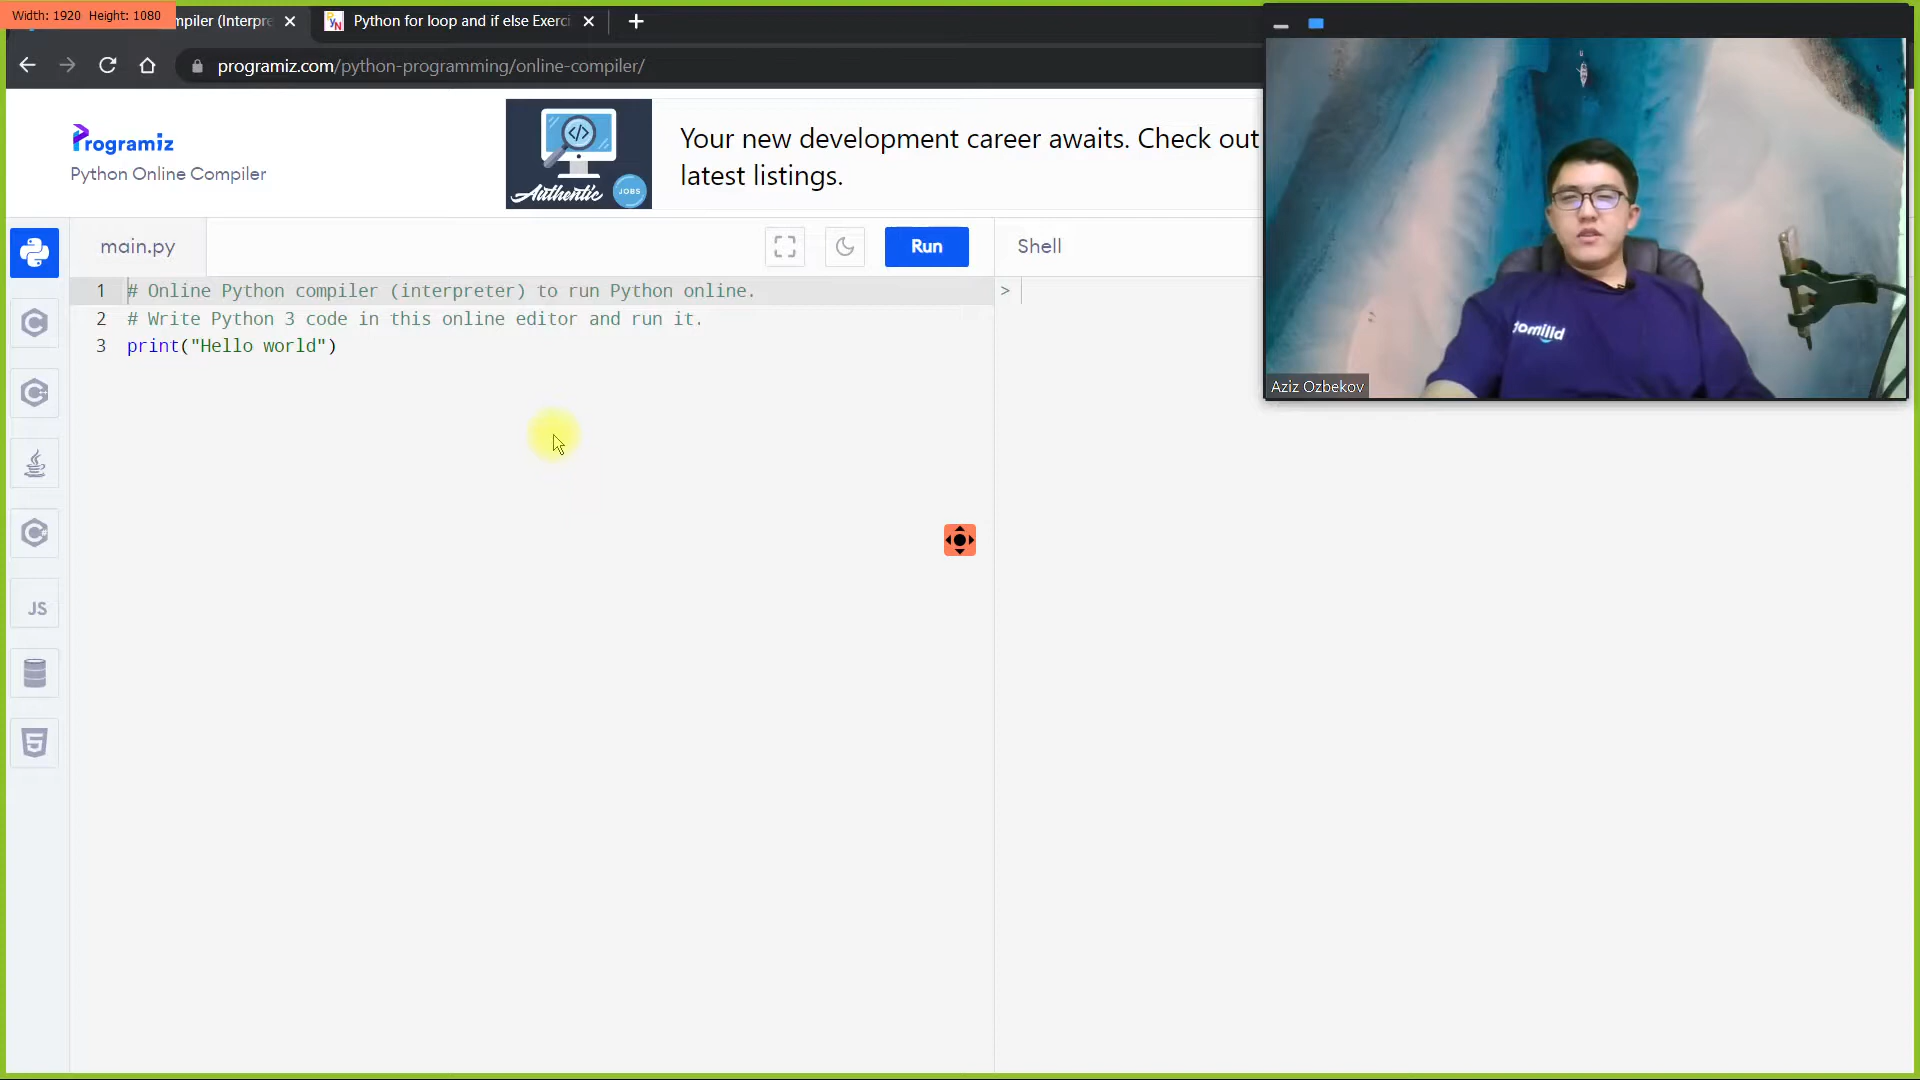 Width: 1920 Height: 1080
mpiler (Interpre
Python for loop and if else Exerci
programiz.com/python-programming/online-compiler/
Programiz
Python Online Compiler
Authentic JOBS
Your new development career awaits. Check out
latest listings.
main.py
Run
Shell
1 # Online Python compiler (interpreter) to run Python online.
2 # Write Python 3 code in this online editor and run it.
3 print("Hello world")
>
JS
Aziz Ozbekov